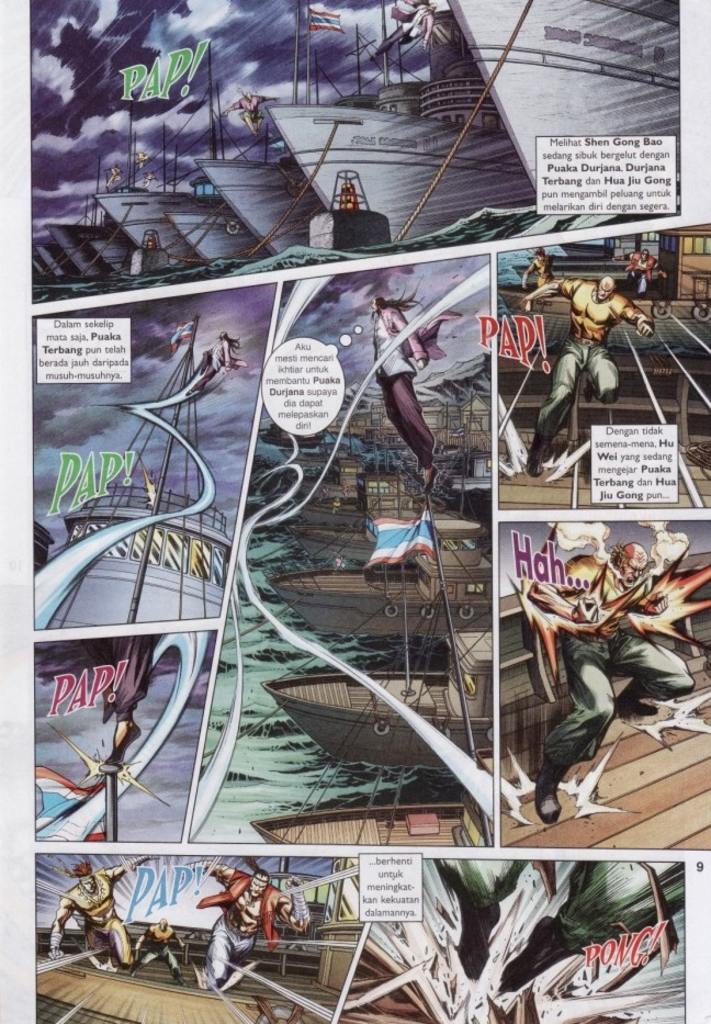 PAP!
Melihat Shen Gong Bao
sedang sibuk bergelut dengan
Puaka Durjana, Durjana
Terbang dan Hua Jiu Gong
pun mengambil peluang untuk
melarikan diri dengan segera.
Dalam sekelip
mata saja, Puaka
Terbang pun telah
berada jauh daripada
musuh-musuhnya.
PAP!
PAP!
Aku
mesti mencari
ikhtiar untuk
membantu Puaka
Durjana supaya
dia dapat
melepaskan
diri!
PAP!
Dengan tidak
semena-mena, Hu
Wei yang sedang
mengejar Puaka
Terbang dan Hua
Jiu Gong pun...
Hah...
PAP!
...berhenti
untuk
meningkat-
kan kekuatan
dalamannya.
PONG!
9